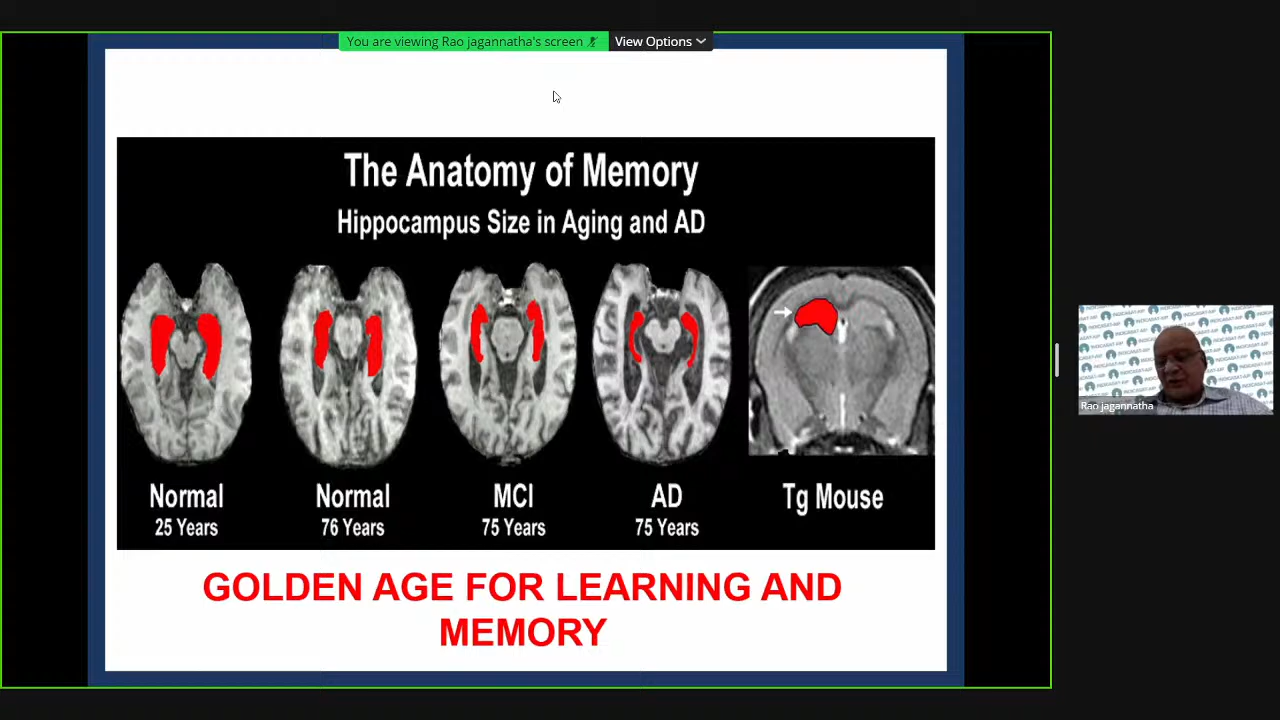 You are viewing Rao jagannatha's screen View Options
The Anatomy of Memory
Hippocampus Size in Aging and AD
Normal
25 Years
Normal
76 Years
MCI
75 Years
AD
75 Years
Tg Mouse
GOLDEN AGE FOR LEARNING AND
MEMORY
INDICASAT-AIP
Rao jagannatha